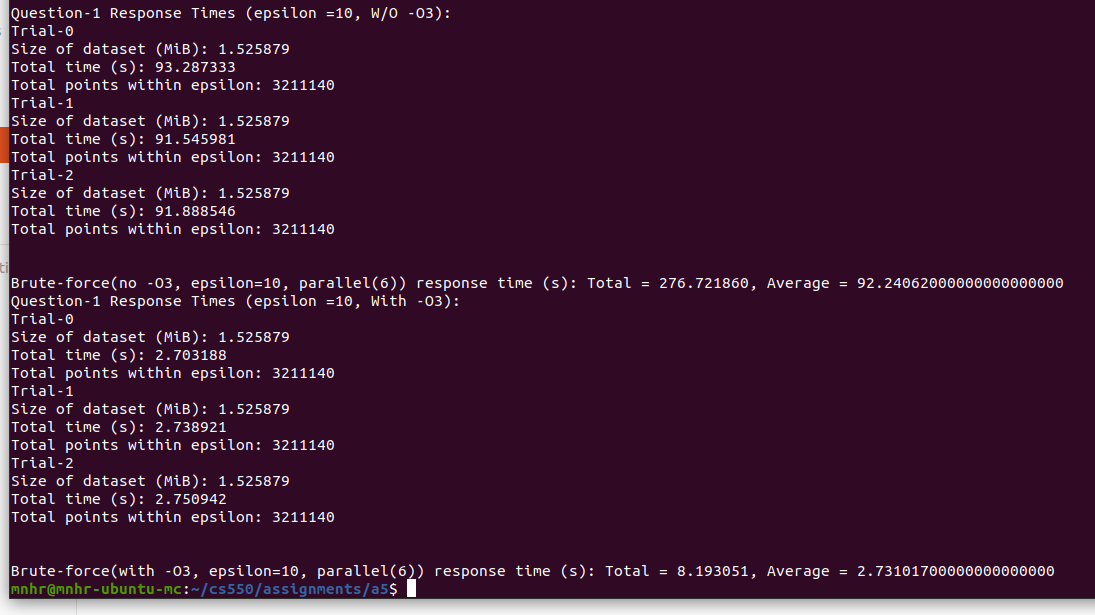 Question-1 Response Times (epsilon =10, W/O -O3):
Trial-0
Size of dataset (MiB): 1.525879
Total time (s): 93.287333
Total points within epsilon: 3211140
Trial-1
Size of dataset (MiB): 1.525879
Total time (s): 91.545981
Total points within epsilon: 3211140
Trial-2
Size of dataset (MiB): 1.525879
Total time (s): 91.888546
Total points within epsilon: 3211140
Brute-force(no -O3, epsilon=10, parallel(6)) response time (s): Total = 276.721860, Average = 92.24062000000000000000
Question-1 Response Times (epsilon =10, With -O3):
Trial-0
Size of dataset (MiB): 1.525879
Total time (s): 2.703188
Total points within epsilon: 3211140
Trial-1
Size of dataset (MiB): 1.525879
Total time (s): 2.738921
Total points within epsilon: 3211140
Trial-2
Size of dataset (MiB): 1.525879
Total time (s): 2.750942
Total points within epsilon: 3211140
Brute-force(with -O3, epsilon=10, parallel(6)) response time (s): Total = 8.193051, Average = 2.73101700000000000000
mnhr@mnhr-ubuntu-mc:~/cs550/assignments/a5$